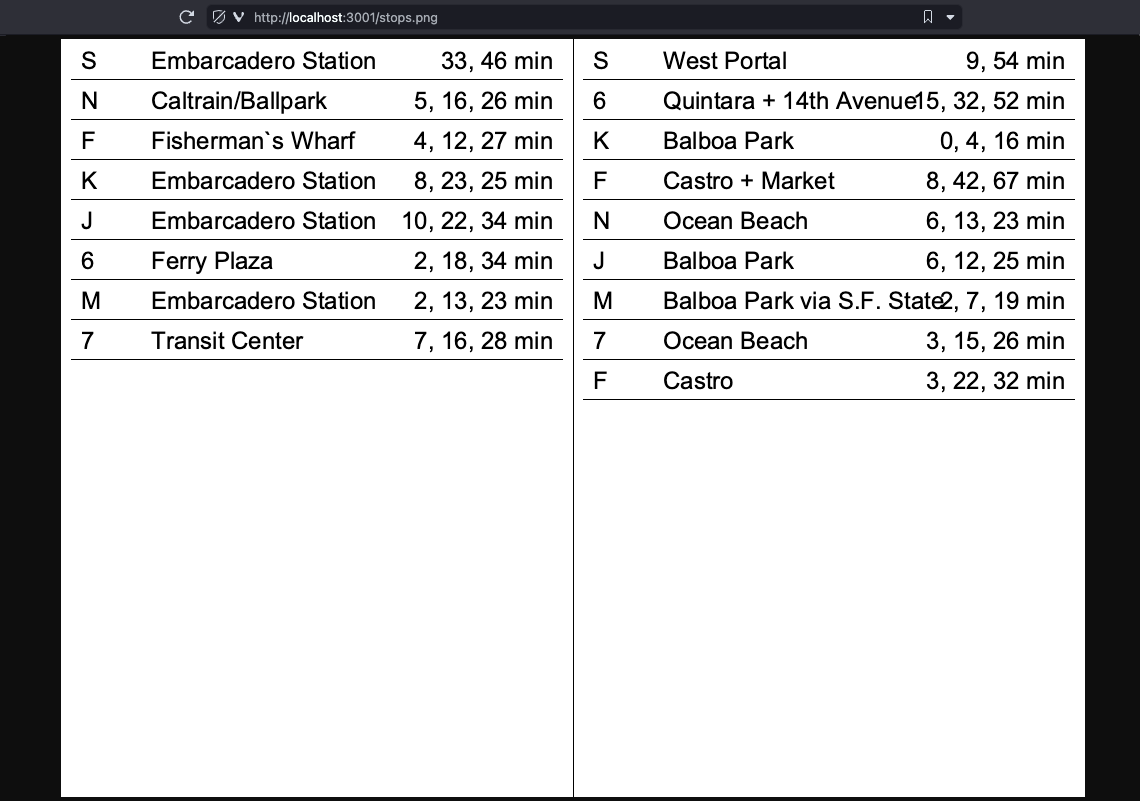 http://localhost:3001/stops.png
S Embarcadero Station 33, 46 min
N Caltrain/Ballpark 5, 16, 26 min
F Fisherman`s Wharf 4, 12, 27 min
K Embarcadero Station 8, 23, 25 min
J Embarcadero Station 10, 22, 34 min
6 Ferry Plaza 2, 18, 34 min
M Embarcadero Station 2, 13, 23 min
7 Transit Center 7, 16, 28 min
S West Portal 9, 54 min
6 Quintara + 14th Avenue 15, 32, 52 min
K Balboa Park 0, 4, 16 min
F Castro + Market 8, 42, 67 min
N Ocean Beach 6, 13, 23 min
J Balboa Park 6, 12, 25 min
M Balboa Park via S.F. State 2, 7, 19 min
7 Ocean Beach 3, 15, 26 min
F Castro 3, 22, 32 min